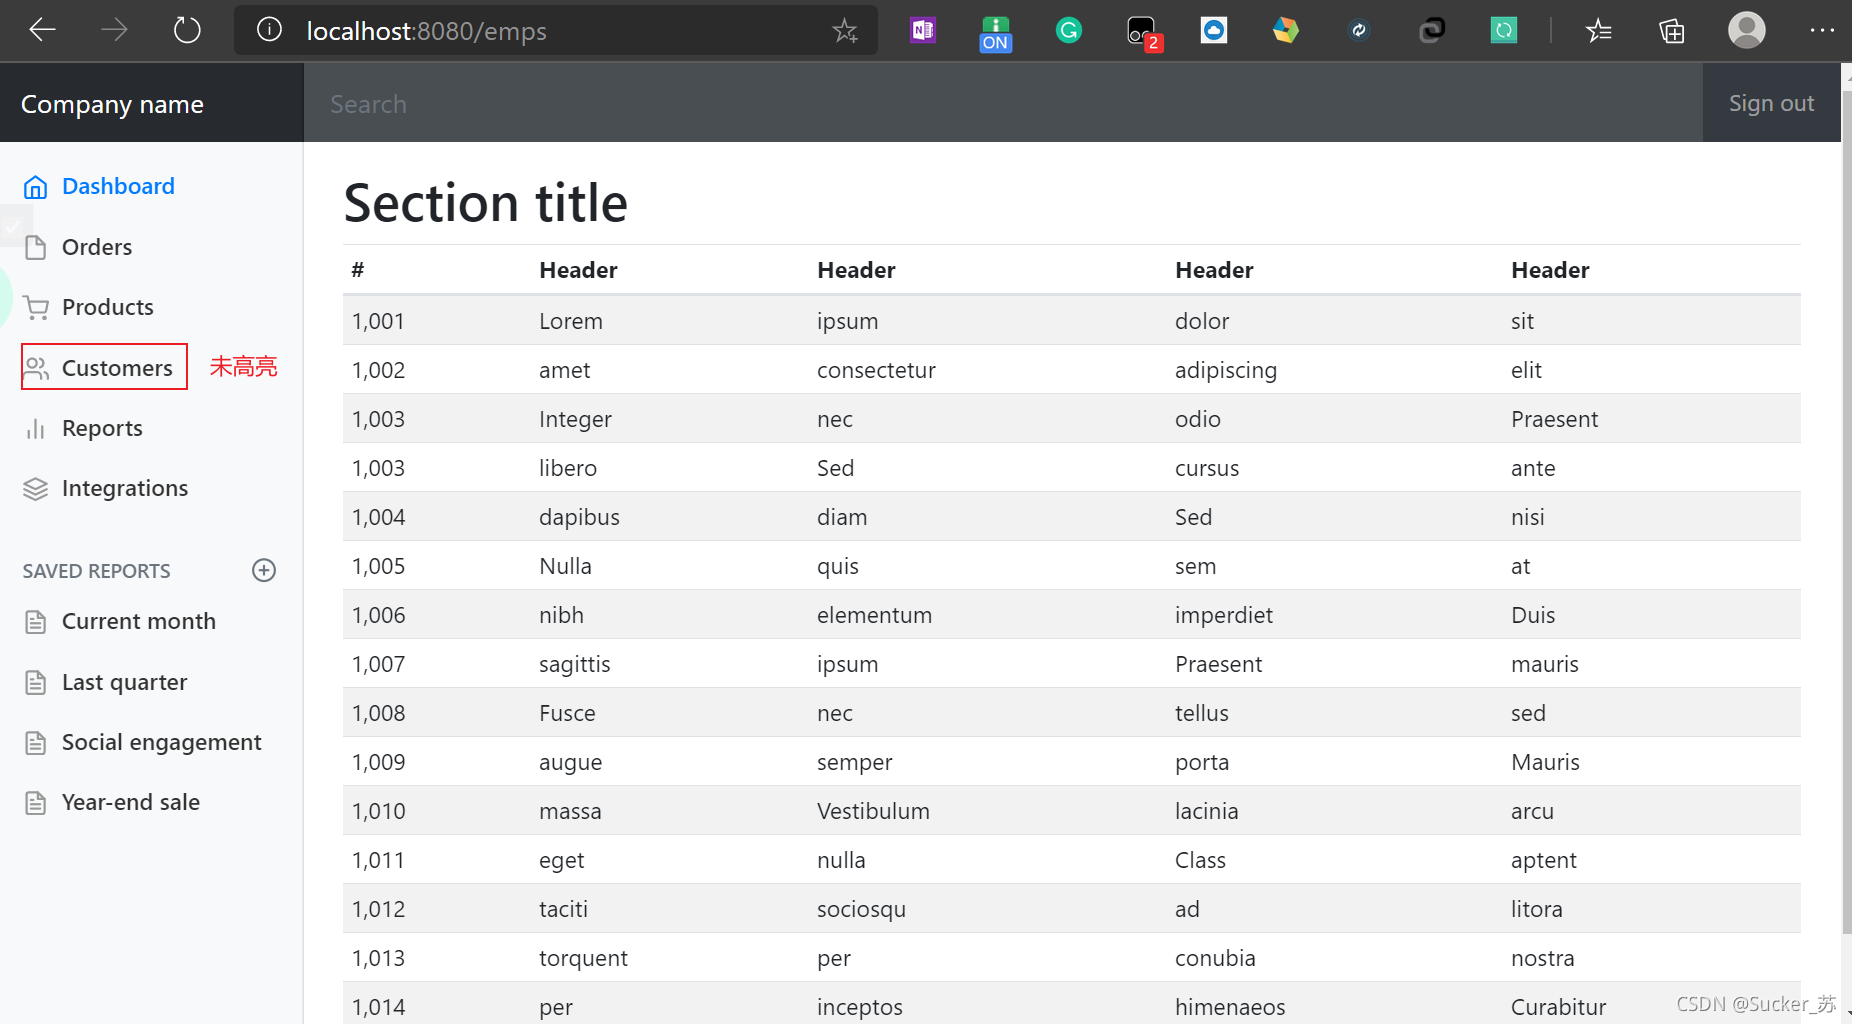 localhost:8080/emps
ON
2
Company name
Search
Sign out
Dashboard
Orders
Products
Customers 未高亮
Reports
Integrations
SAVED REPORTS
Current month
Last quarter
Social engagement
Year-end sale
Section title
# Header Header Header Header
1,001 Lorem ipsum dolor sit
1,002 amet consectetur adipiscing elit
1,003 Integer nec odio Praesent
1,003 libero Sed cursus ante
1,004 dapibus diam Sed nisi
1,005 Nulla quis sem at
1,006 nibh elementum imperdiet Duis
1,007 sagittis ipsum Praesent mauris
1,008 Fusce nec tellus sed
1,009 augue semper porta Mauris
1,010 massa Vestibulum lacinia arcu
1,011 eget nulla Class aptent
1,012 taciti sociosqu ad litora
1,013 torquent per conubia nostra
1,014 per inceptos himenaeos Curabitur
CSDN @Sucker_苏